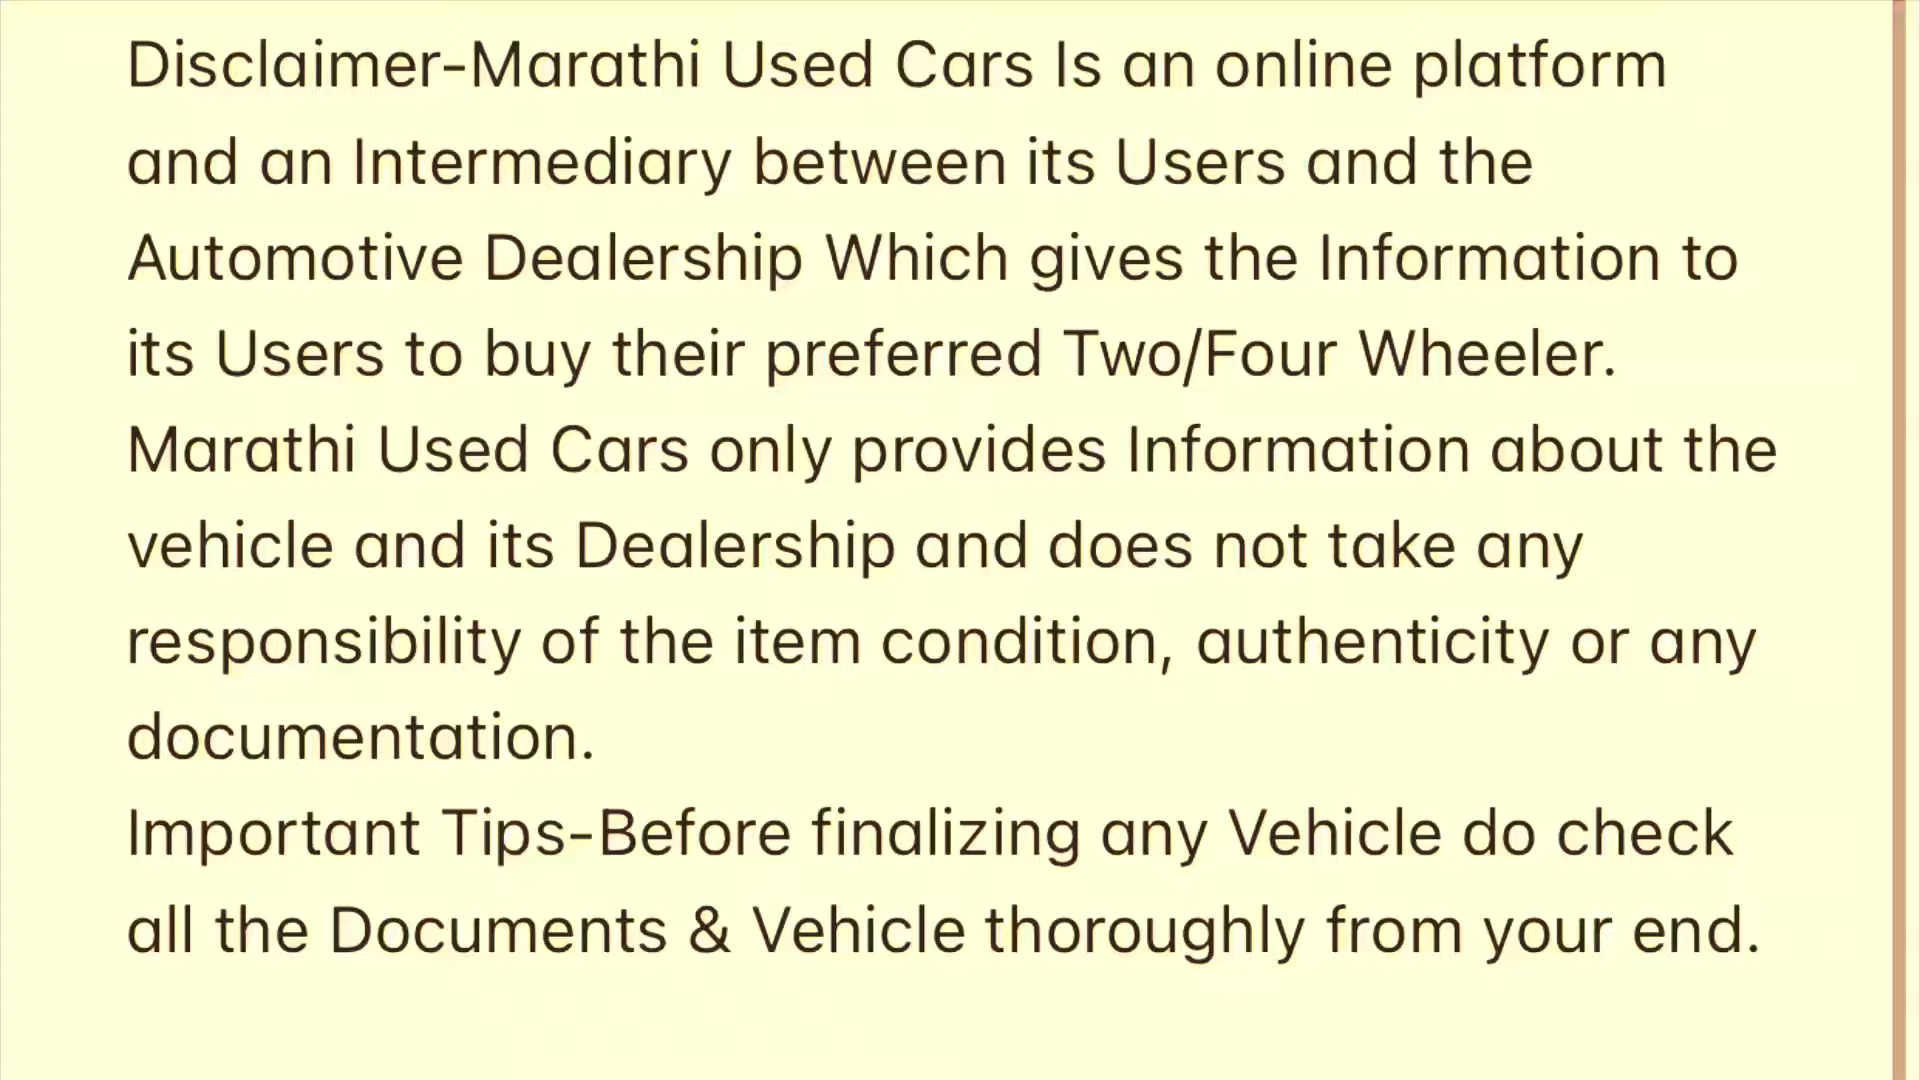 Disclaimer-Marathi Used Cars Is an online platform
and an Intermediary between its Users and the
Automotive Dealership Which gives the Information to
its Users to buy their preferred Two/Four Wheeler.
Marathi Used Cars only provides Information about the
vehicle and its Dealership and does not take any
responsibility of the item condition, authenticity or any
documentation.
Important Tips-Before finalizing any Vehicle do check
all the Documents & Vehicle thoroughly from your end.